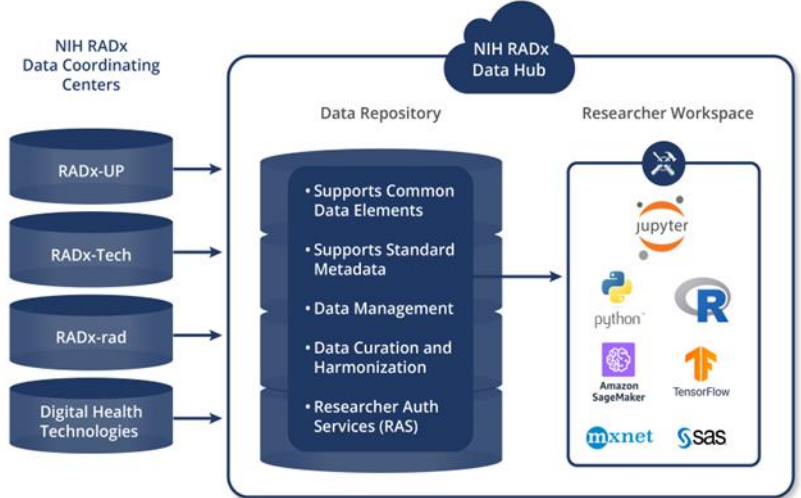 NIH RADx
Data Coordinating
Centers
RADx-UP
RADx-Tech
RADx-rad
Digital Health
Technologies
NIH RADx
Data Hub
Data Repository
• Supports Common
Data Elements
• Supports Standard
Metadata
• Data Management
• Data Curation and
Harmonization
• Researcher Auth
Services (RAS)
Researcher Workspace
jupyter
python™
R
Amazon
SageMaker
TensorFlow
mxnet
sas